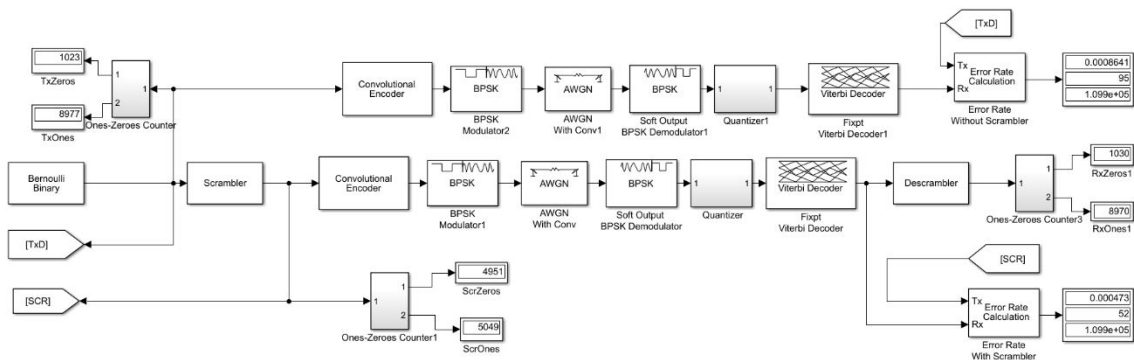 [TxD]
1023
TxZeros
8977
TxOnes
1
2
1
Ones-Zeroes Counter
Convolutional
Encoder
BPSK
BPSK
Modulator2
AWGN
AWGN
With Conv1
BPSK
Soft Output
BPSK Demodulator1
1
1
Quantizer1
Viterbi Decoder
Fixpt
Viterbi Decoder1
Tx
Rx
Error Rate
Calculation
Error Rate
Without Scrambler
0.0008641
95
1.099e+05
Bernoulli
Binary
Scrambler
Convolutional
Encoder
BPSK
BPSK
Modulator1
AWGN
AWGN
With Conv
BPSK
Soft Output
BPSK Demodulator
1
1
Quantizer
Viterbi Decoder
Fixpt
Viterbi Decoder
Descrambler
1
1
2
Ones-Zeroes Counter3
1030
RxZeros1
8970
RxOnes1
[TxD]
[SCR]
1
1
2
Ones-Zeroes Counter1
4951
ScrZeros
5049
ScrOnes
[SCR]
Tx
Rx
Error Rate
Calculation
Error Rate
With Scrambler
0.000473
52
1.099e+05